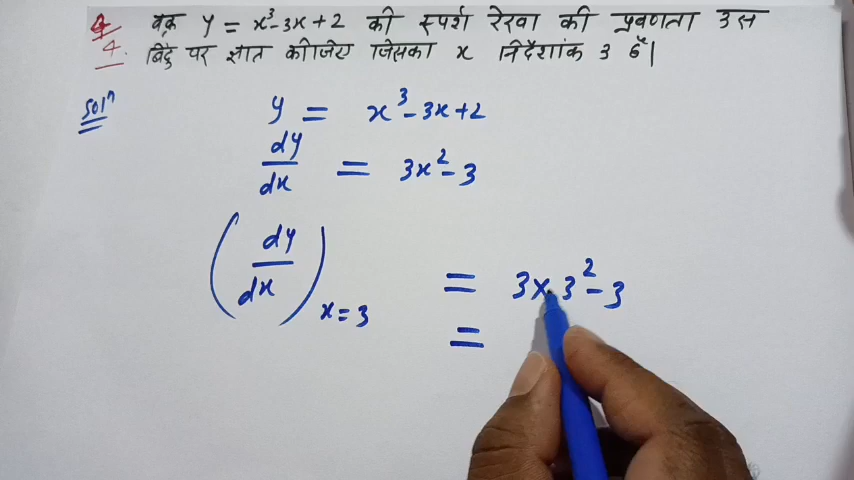 Q 4. वक्र y = x³-3x+2 की स्पर्श रेखा की प्रवणता उस
बिंदु पर ज्ञात कीजिए जिसका x निर्देशांक 3 है।
Solⁿ y = x³-3x+2
dy/dx = 3x²-3
(dy/dx)ₓ₌₃ = 3×3²-3
=